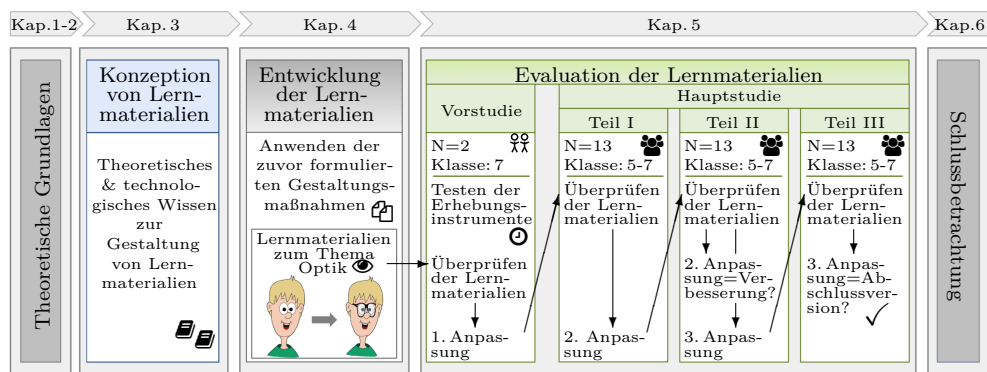 Kap.1-2
Kap. 3
Kap. 4
Kap. 5
Kap.6
Theoretische Grundlagen
Konzeption
von Lern-
materialien
Theoretisches
& technolo-
gisches Wissen
zur
Gestaltung
von Lern-
materialien
Entwicklung
der Lern-
materialien
Anwenden der
zuvor formulier-
ten Gestaltungs-
maßnahmen
Lernmaterialien
zum Thema
Optik
Evaluation der Lernmaterialien
Vorstudie
N=2
Klasse: 7
Testen der
Erhebungs-
instrumente
Überprüfen
der Lern-
materialien
1. Anpas-
sung
Hauptstudie
Teil I
N=13
Klasse: 5-7
Überprüfen
der Lern-
materialien
2. Anpas-
sung
Teil II
N=13
Klasse: 5-7
Überprüfen
der Lern-
materialien
2. Anpas-
sung=Ver-
besserung?
3. Anpas-
sung
Teil III
N=13
Klasse: 5-7
Überprüfen
der Lern-
materialien
3. Anpas-
sung=Ab-
schlussver-
sion?
Schlussbetrachtung